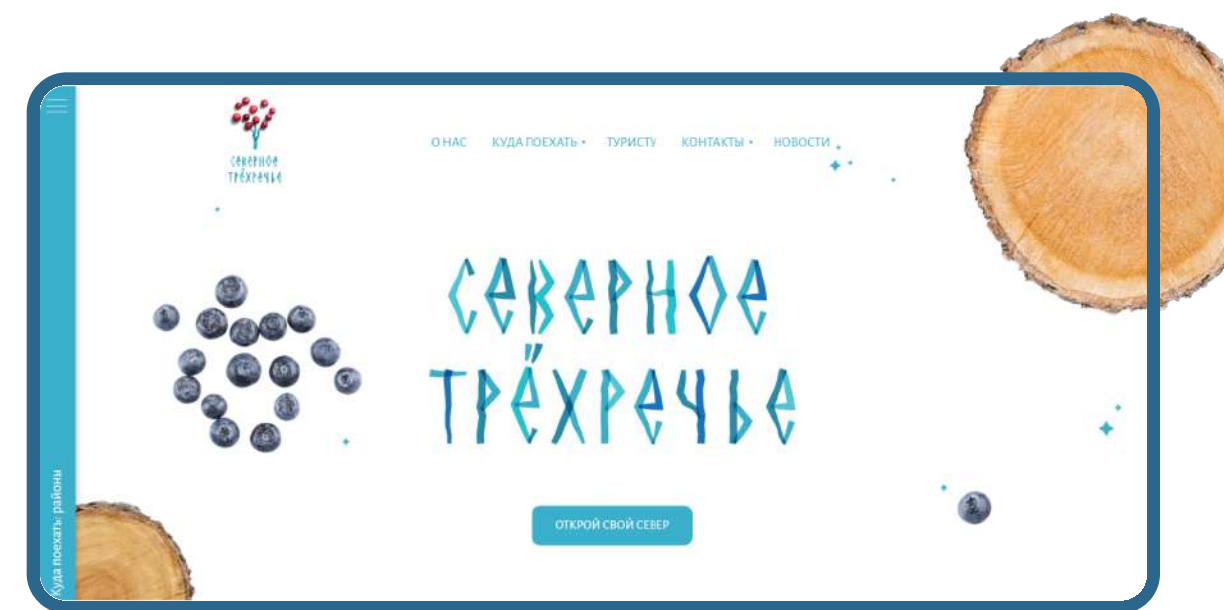 северное
трёхречье
О НАС КУДА ПОЕХАТЬ ТУРИСТУ КОНТАКТЫ НОВОСТИ
северное
трёхречье
ОТКРОЙ СВОЙ СЕВЕР
Куда поехать: районы